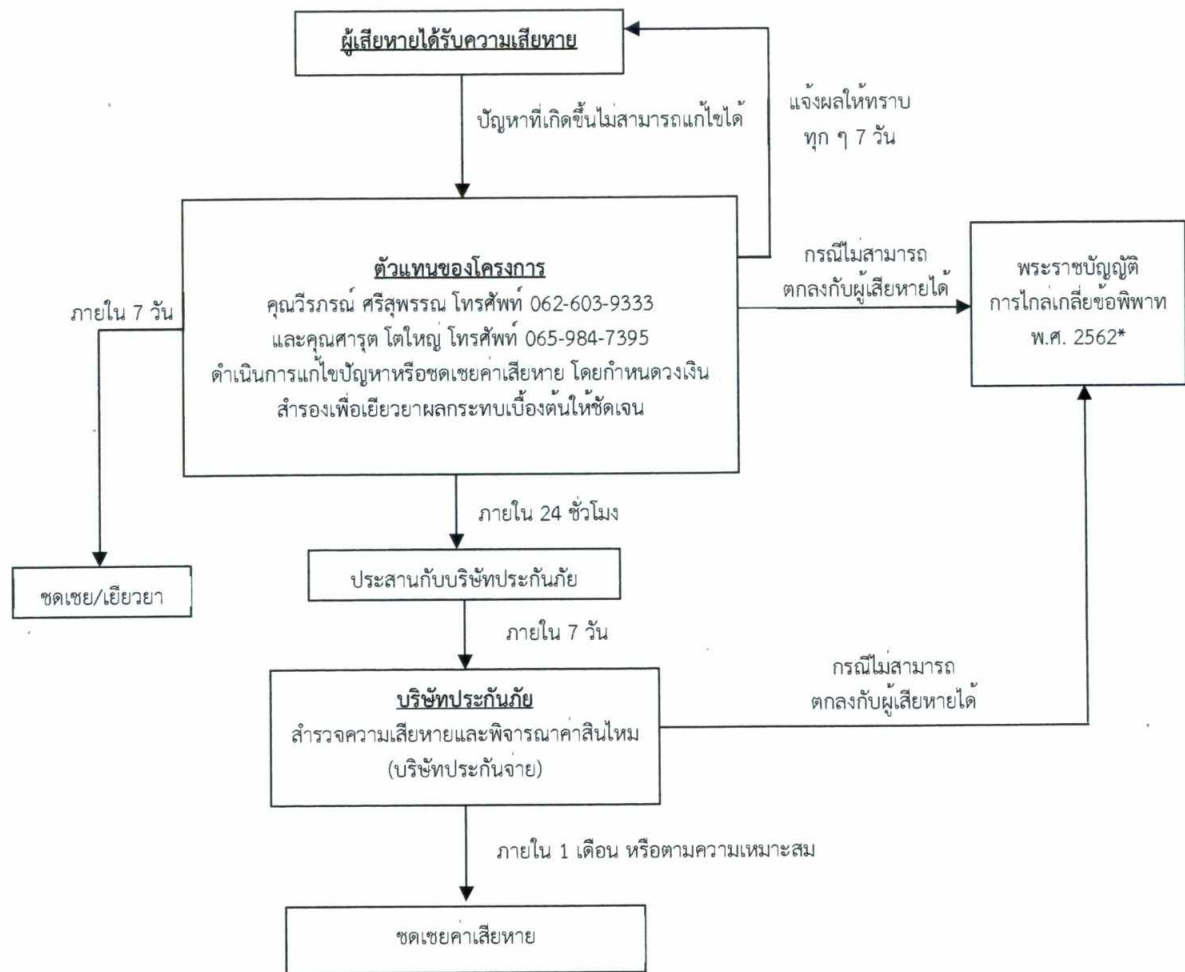 ผู้เสียหายได้รับความเสียหาย
ปัญหาที่เกิดขึ้นไม่สามารถแก้ไขได้
แจ้งผลให้ทราบ
ทุก ๆ 7 วัน
ตัวแทนของโครงการ
คุณวีรภรณ์ ศรีสุพรรณ โทรศัพท์ 062-603-9333
และคุณศารุต โตใหญ่ โทรศัพท์ 065-984-7395
ดำเนินการแก้ไขปัญหาหรือชดเชยค่าเสียหาย โดยกำหนดวงเงิน
สำรองเพื่อเยียวยาผลกระทบเบื้องต้นให้ชัดเจน
กรณีไม่สามารถ
ตกลงกับผู้เสียหายได้
พระราชบัญญัติ
การไกล่เกลี่ยข้อพิพาท
พ.ศ. 2562*
ภายใน 7 วัน
ชดเชย/เยียวยา
ภายใน 24 ชั่วโมง
ประสานกับบริษัทประกันภัย
ภายใน 7 วัน
บริษัทประกันภัย
สำรวจความเสียหายและพิจารณาค่าสินไหม
(บริษัทประกันจ่าย)
กรณีไม่สามารถ
ตกลงกับผู้เสียหายได้
ภายใน 1 เดือน หรือตามความเหมาะสม
ชดเชยค่าเสียหาย